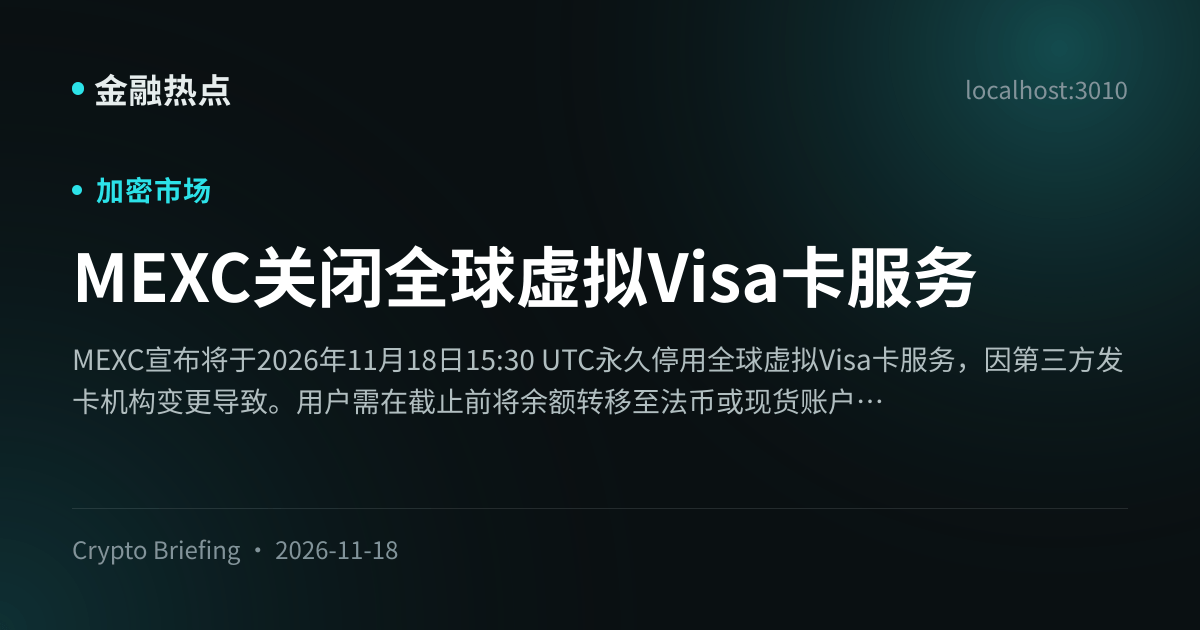 金融热点
localhost:3010
加密市场
MEXC关闭全球虚拟Visa卡服务
MEXC宣布将于2026年11月18日15:30 UTC永久停用全球虚拟Visa卡服务，因第三方发
卡机构变更导致。用户需在截止前将余额转移至法币或现货账户…
Crypto Briefing · 2026-11-18